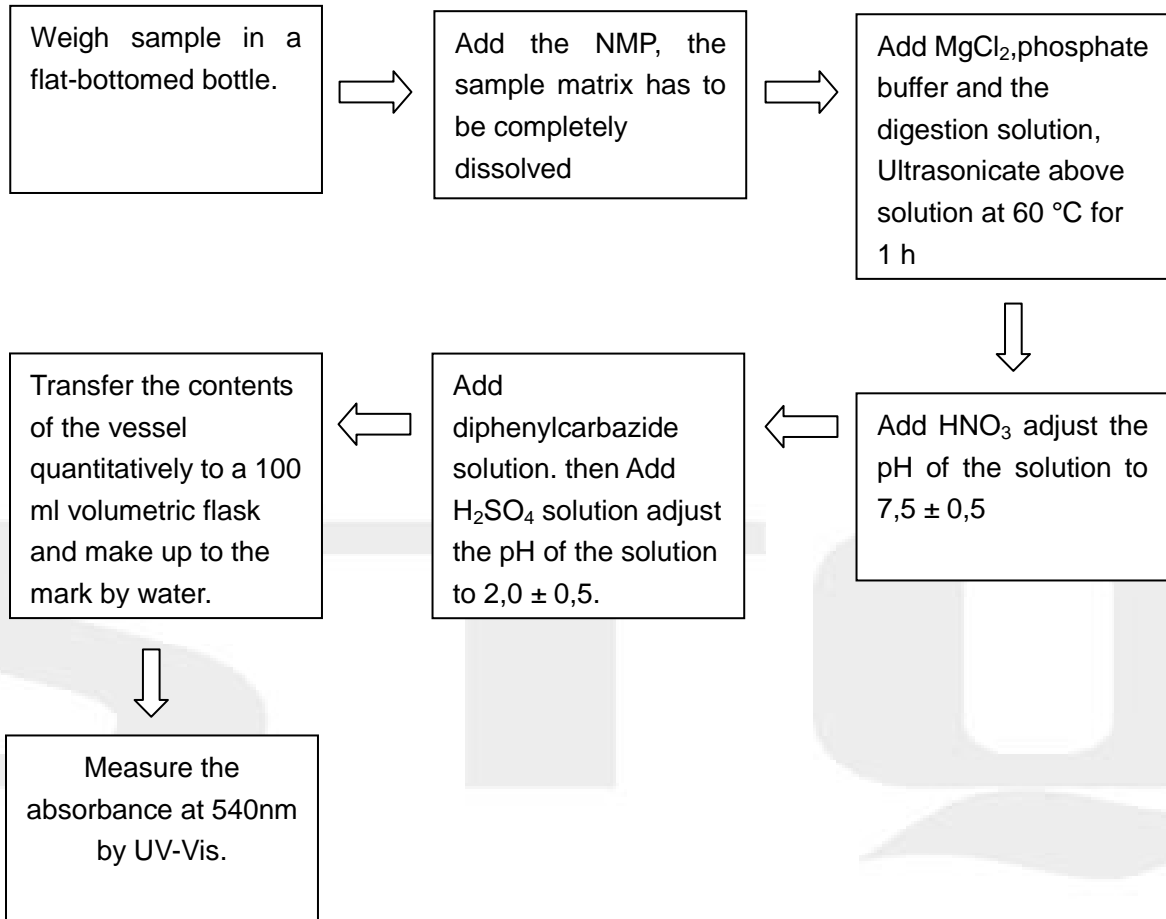 Weigh sample in a
flat-bottomed bottle.
Add the NMP, the
sample matrix has to
be completely
dissolved
Add MgCl₂,phosphate
buffer and the
digestion solution,
Ultrasonicate above
solution at 60 °C for
1 h
Add HNO₃ adjust the
pH of the solution to
7,5 ± 0,5
Add
diphenylcarbazide
solution. then Add
H₂SO₄ solution adjust
the pH of the solution
to 2,0 ± 0,5.
Transfer the contents
of the vessel
quantitatively to a 100
ml volumetric flask
and make up to the
mark by water.
Measure the
absorbance at 540nm
by UV-Vis.